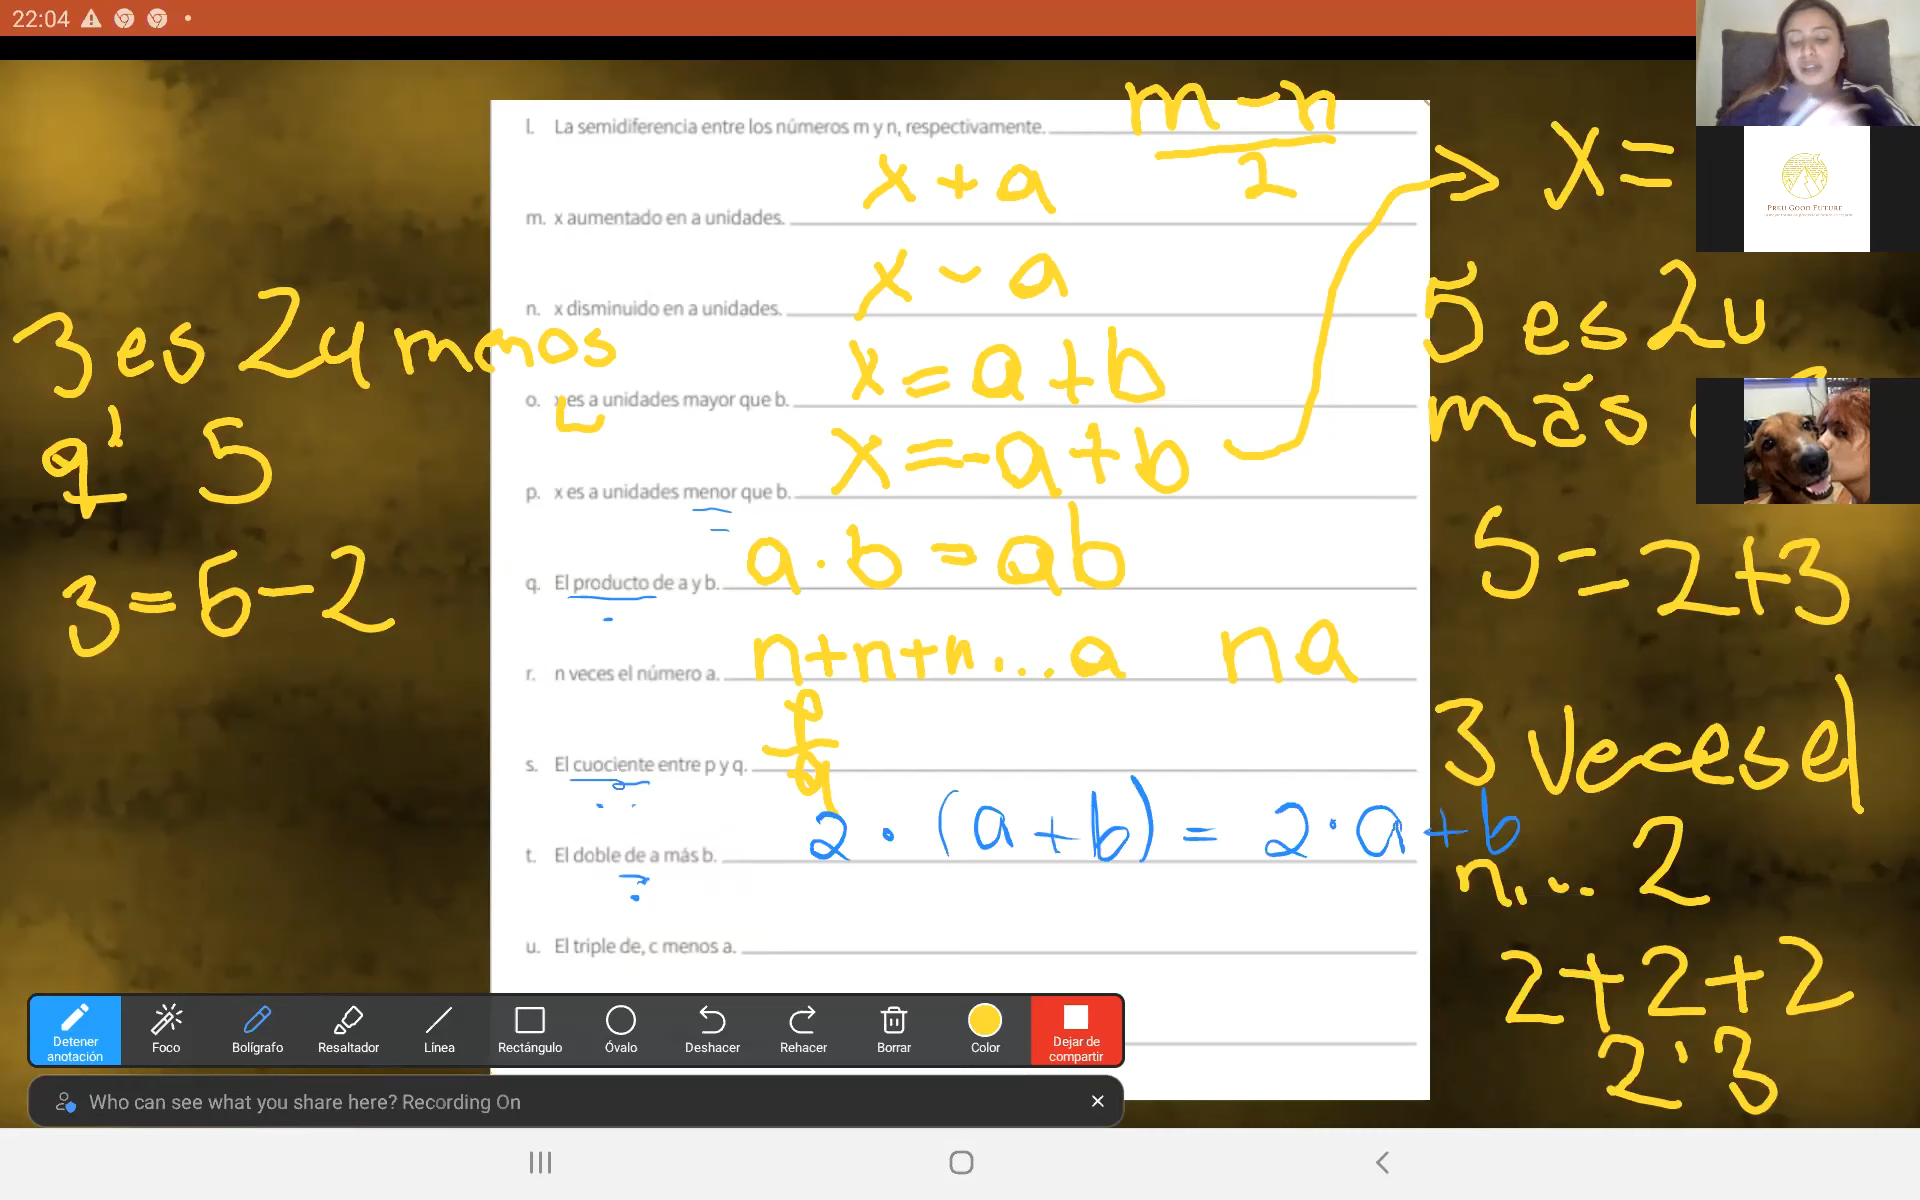 22:04
m - n
l. La semidiferencia entre los números m y n, respectivamente.
2
x + a
m. x aumentado en a unidades.
x - a
n. x disminuido en a unidades.
x = a + b
o. x es a unidades mayor que b.
x = -a + b
p. x es a unidades menor que b.
a . b = ab
q. El producto de a y b.
n+n+n ... a na
r. n veces el número a.
p
s. El cuociente entre p y q.
q
2 · (a + b) = 2 · a + b
t. El doble de a más b.
u. El triple de, c menos a.
3 es 2u menos
q' 5
3 = 5 - 2
x =
5 es 2u
más
5 = 2+3
3 veces el
n... 2
2+2+2
2·3
PREU GOOD FUTURE
Detener anotación
Foco
Bolígrafo
Resaltador
Línea
Rectángulo
Óvalo
Deshacer
Rehacer
Borrar
Color
Dejar de compartir
Who can see what you share here? Recording On